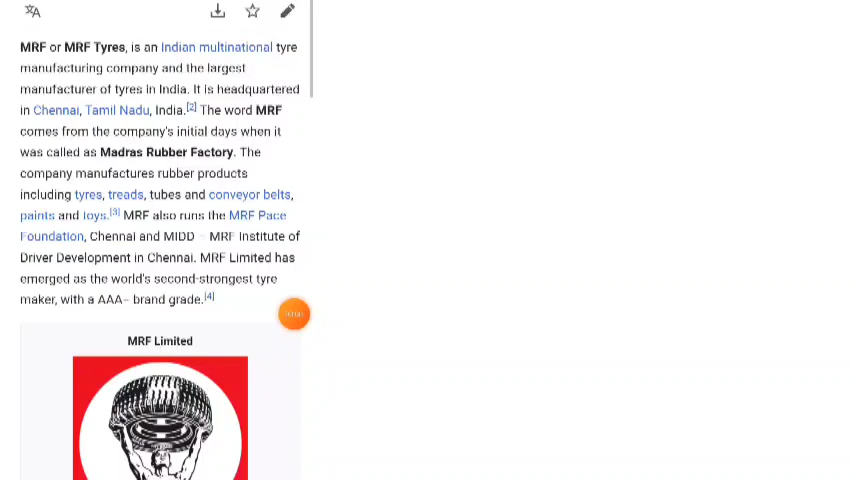 MRF or MRF Tyres, is an Indian multinational tyre
manufacturing company and the largest
manufacturer of tyres in India. It is headquartered
in Chennai, Tamil Nadu, India.[2] The word MRF
comes from the company's initial days when it
was called as Madras Rubber Factory. The
company manufactures rubber products
including tyres, treads, tubes and conveyor belts,
paints and toys.[3] MRF also runs the MRF Pace
Foundation, Chennai and MIDD – MRF Institute of
Driver Development in Chennai. MRF Limited has
emerged as the world's second-strongest tyre
maker, with a AAA– brand grade.[4]
MRF Limited